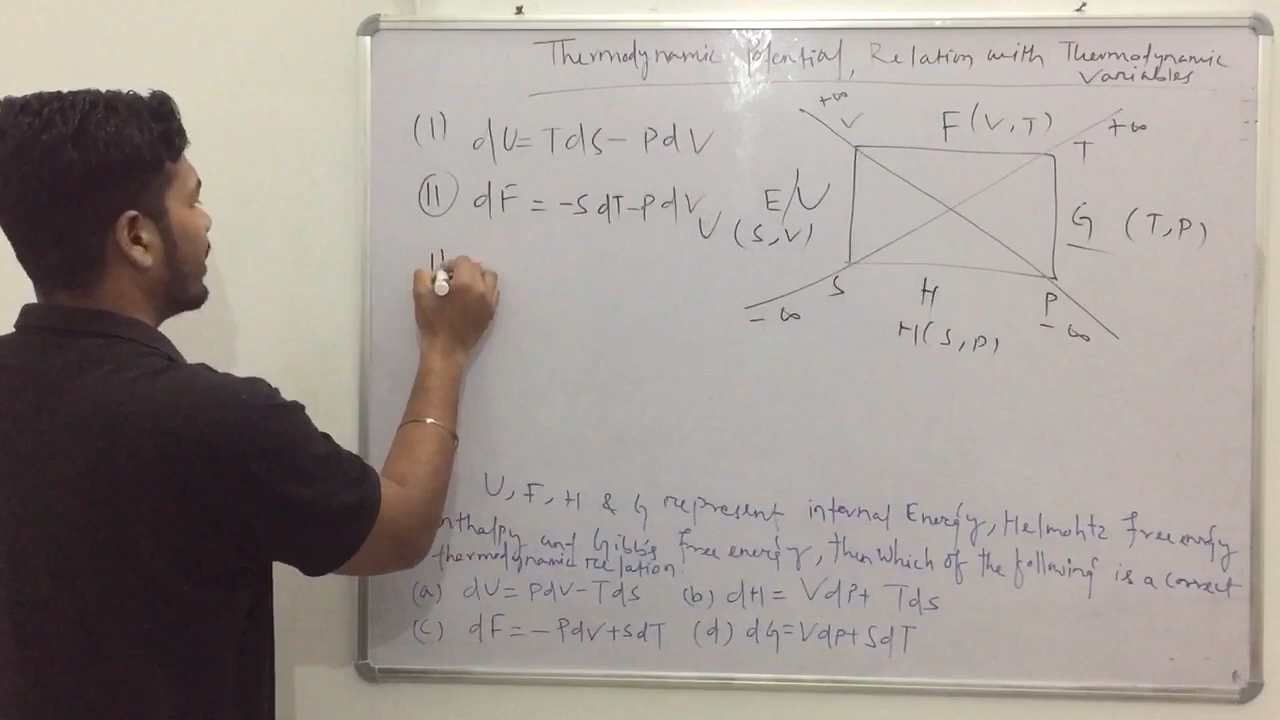 Thermodynamic Potential, Relation with Thermodynamic
Variables
(I) dU = TdS - PdV
(II) dF = -SdT - PdV
II
+∞
V
F(V,T)
+∞
T
E/U
U (S,V)
G (T,P)
S
- ∞
H
H(S,P)
P
- ∞
U, F, H & G represent internal Energy, Helmohtz free energy
enthalpy and Gibb's free energy, then which of the following is a correct
thermodynamic relation
(a) dU = PdV - TdS (b) dH = VdP + TdS
(c) dF = - PdV + SdT (d) dG = VdP + SdT